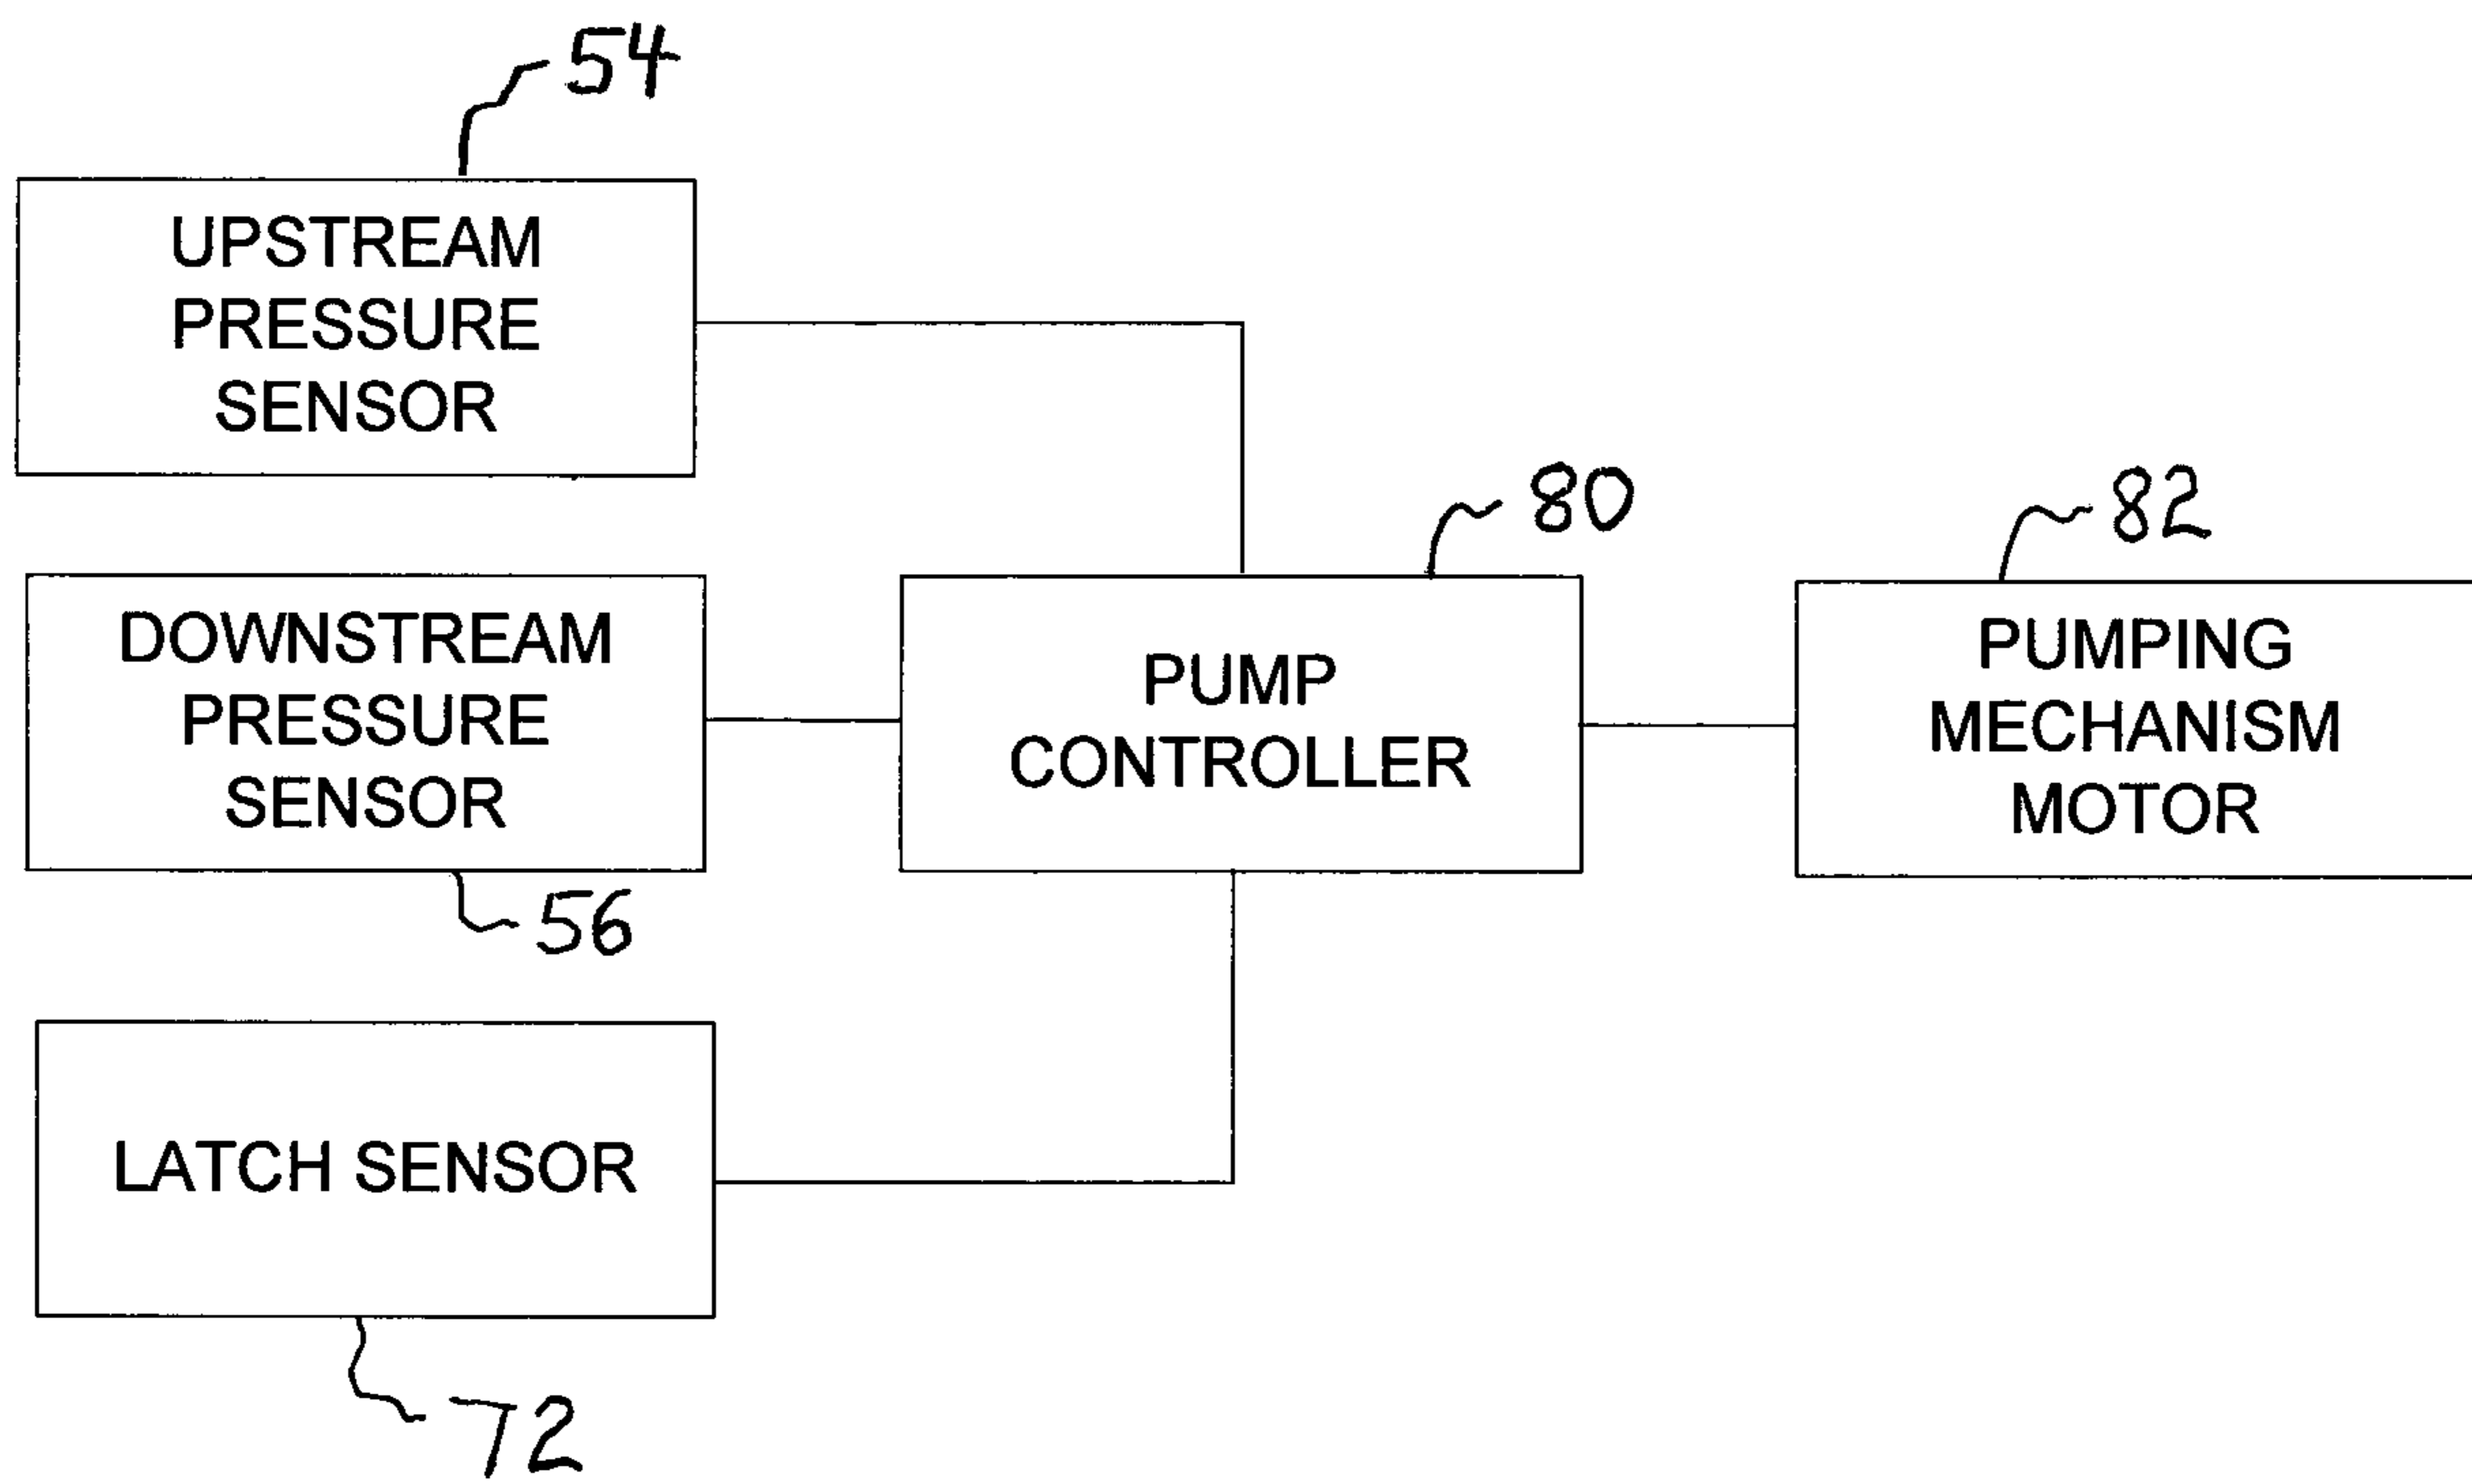 54
UPSTREAM
PRESSURE
SENSOR
80
82
DOWNSTREAM
PRESSURE
SENSOR
56
PUMP
CONTROLLER
PUMPING
MECHANISM
MOTOR
LATCH SENSOR
72